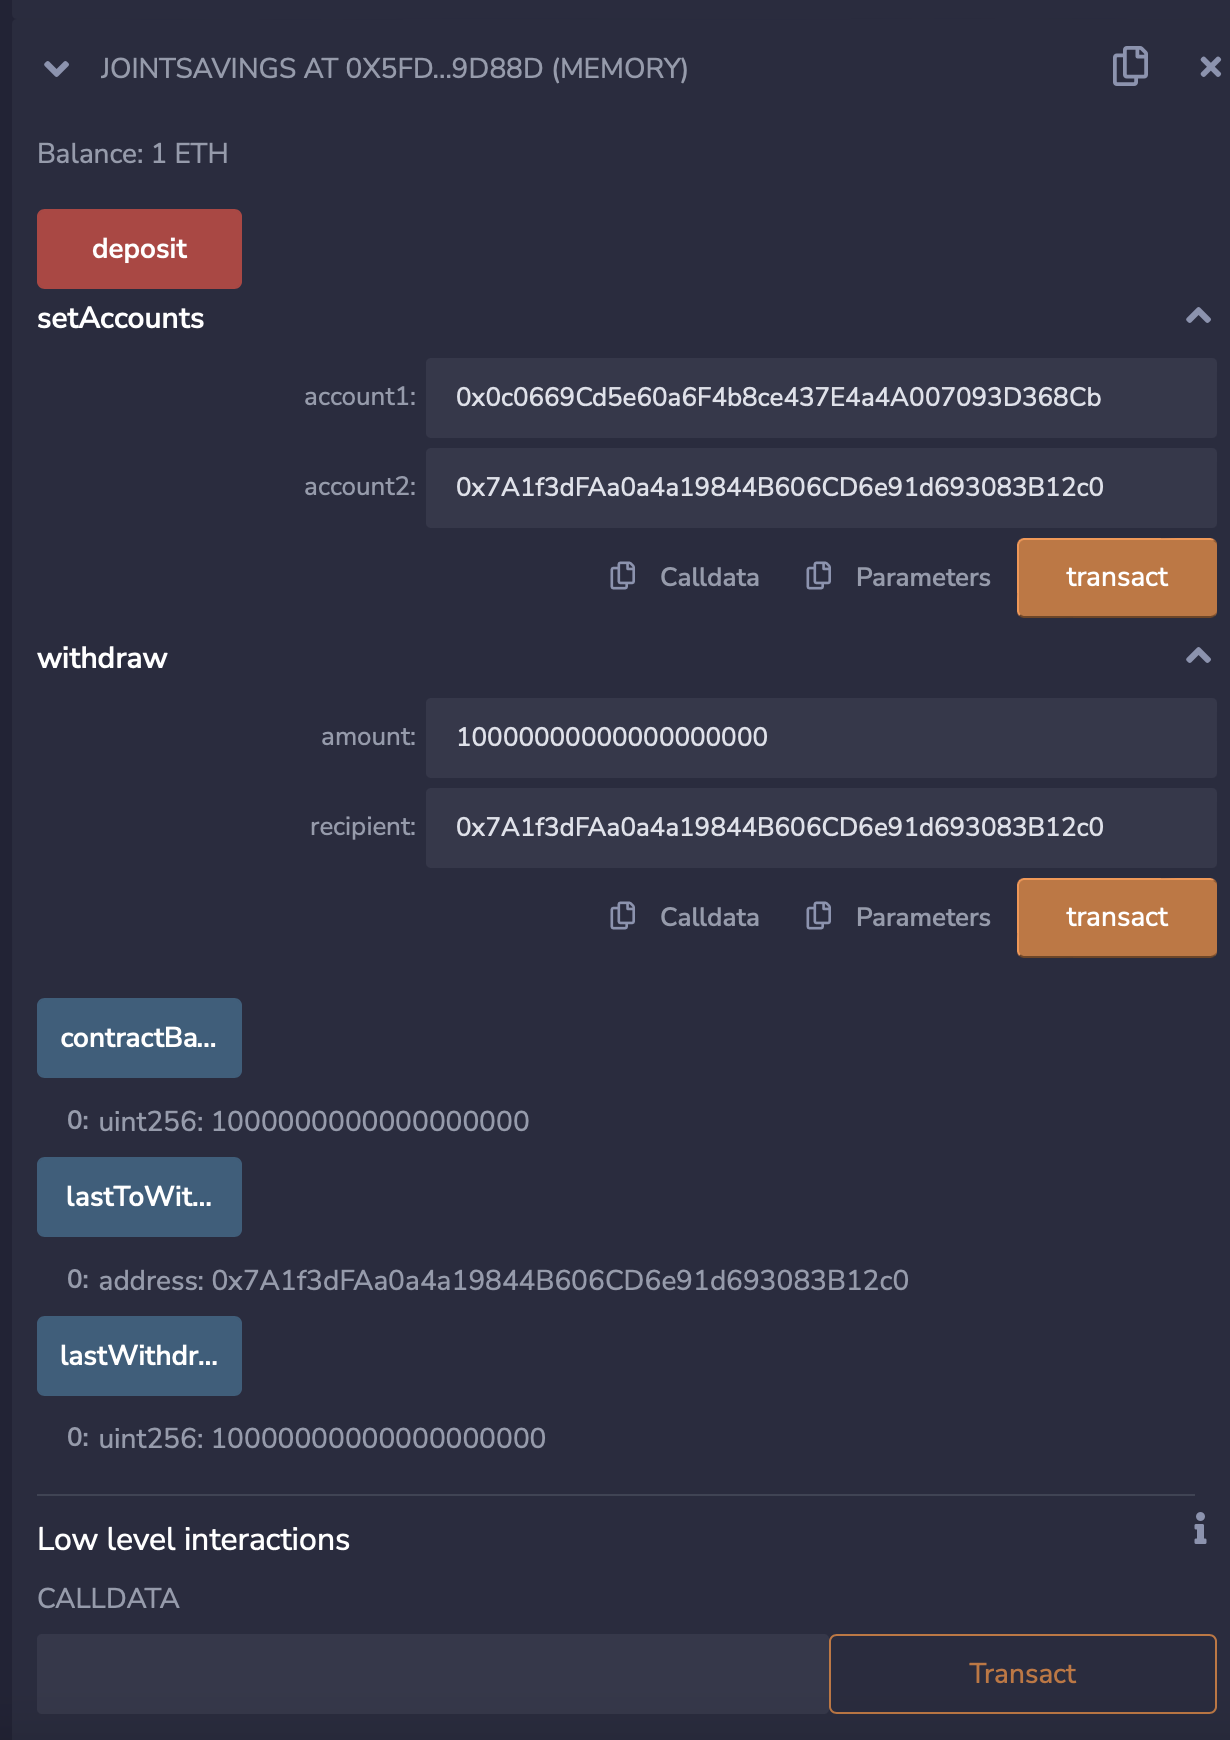 JOINTSAVINGS AT 0X5FD...9D88D (MEMORY)
Balance: 1 ETH
deposit
setAccounts
account1: 0x0c0669Cd5e60a6F4b8ce437E4a4A007093D368Cb
account2: 0x7A1f3dFAa0a4a19844B606CD6e91d693083B12c0
Calldata Parameters transact
withdraw
amount: 10000000000000000000
recipient: 0x7A1f3dFAa0a4a19844B606CD6e91d693083B12c0
Calldata Parameters transact
contractBa...
0: uint256: 1000000000000000000
lastToWit...
0: address: 0x7A1f3dFAa0a4a19844B606CD6e91d693083B12c0
lastWithdr...
0: uint256: 10000000000000000000
Low level interactions
CALLDATA
Transact